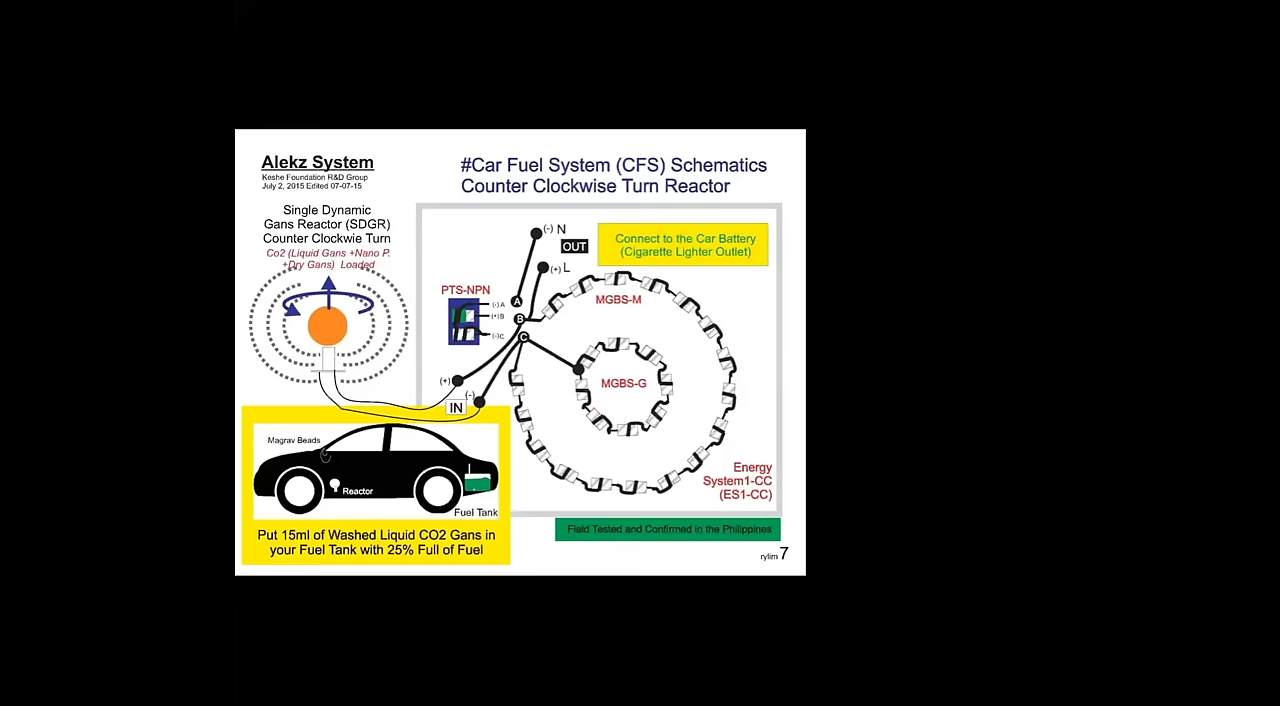 Alekz System
Keshe Foundation R&D Group
July 2, 2015 Edited 07-07-15
#Car Fuel System (CFS) Schematics
Counter Clockwise Turn Reactor
Single Dynamic
Gans Reactor (SDGR)
Counter Clockwie Turn
Co2 (Liquid Gans +Nano P.
+Dry Gans) Loaded
(-) N
OUT
(+) L
Connect to the Car Battery
(Cigarette Lighter Outlet)
PTS-NPN
(-) A
(+) B
(-) C
A
B
C
MGBS-M
MGBS-G
(+)
(-)
IN
Magrav Beads
Reactor
Fuel Tank
Put 15ml of Washed Liquid CO2 Gans in
your Fuel Tank with 25% Full of Fuel
Energy
System1-CC
(ES1-CC)
Field Tested and Confirmed in the Philippines
rylim 7